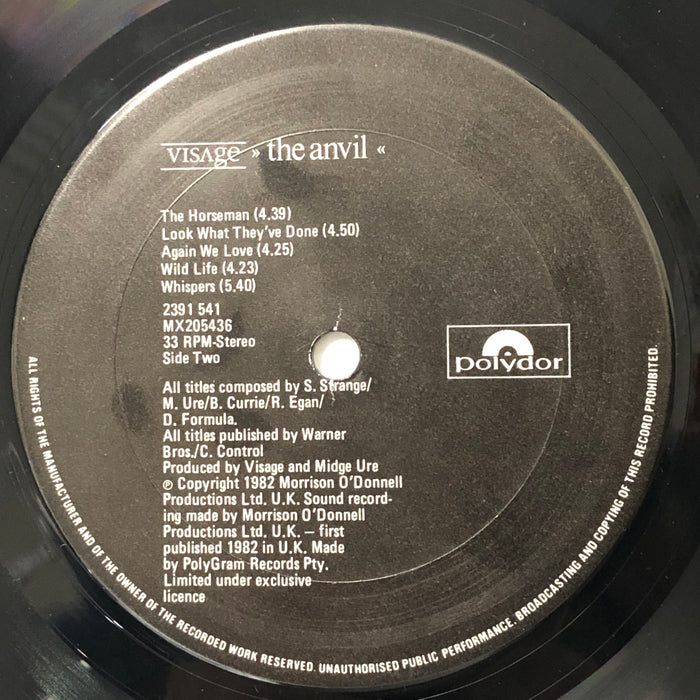 VISAGE » the anvil «
The Horseman (4.39)
Look What They've Done (4.50)
Again We Love (4.25)
Wild Life (4.23)
Whispers (5.40)
2391 541
MX205436
33 RPM-Stereo
Side Two
polydor
All titles composed by S. Strange/
M. Ure/B. Currie/R. Egan/
D. Formula.
All titles published by Warner
Bros./C. Control
Produced by Visage and Midge Ure
℗ Copyright 1982 Morrison O'Donnell
Productions Ltd. U.K. Sound record-
ing made by Morrison O'Donnell
Productions Ltd. U.K. – first
published 1982 in U.K. Made
by PolyGram Records Pty.
Limited under exclusive
licence
ALL RIGHTS OF THE MANUFACTURER AND OF THE OWNER OF THE RECORDED WORK RESERVED. UNAUTHORISED PUBLIC PERFORMANCE. BROADCASTING AND COPYING OF THIS RECORD PROHIBITED.